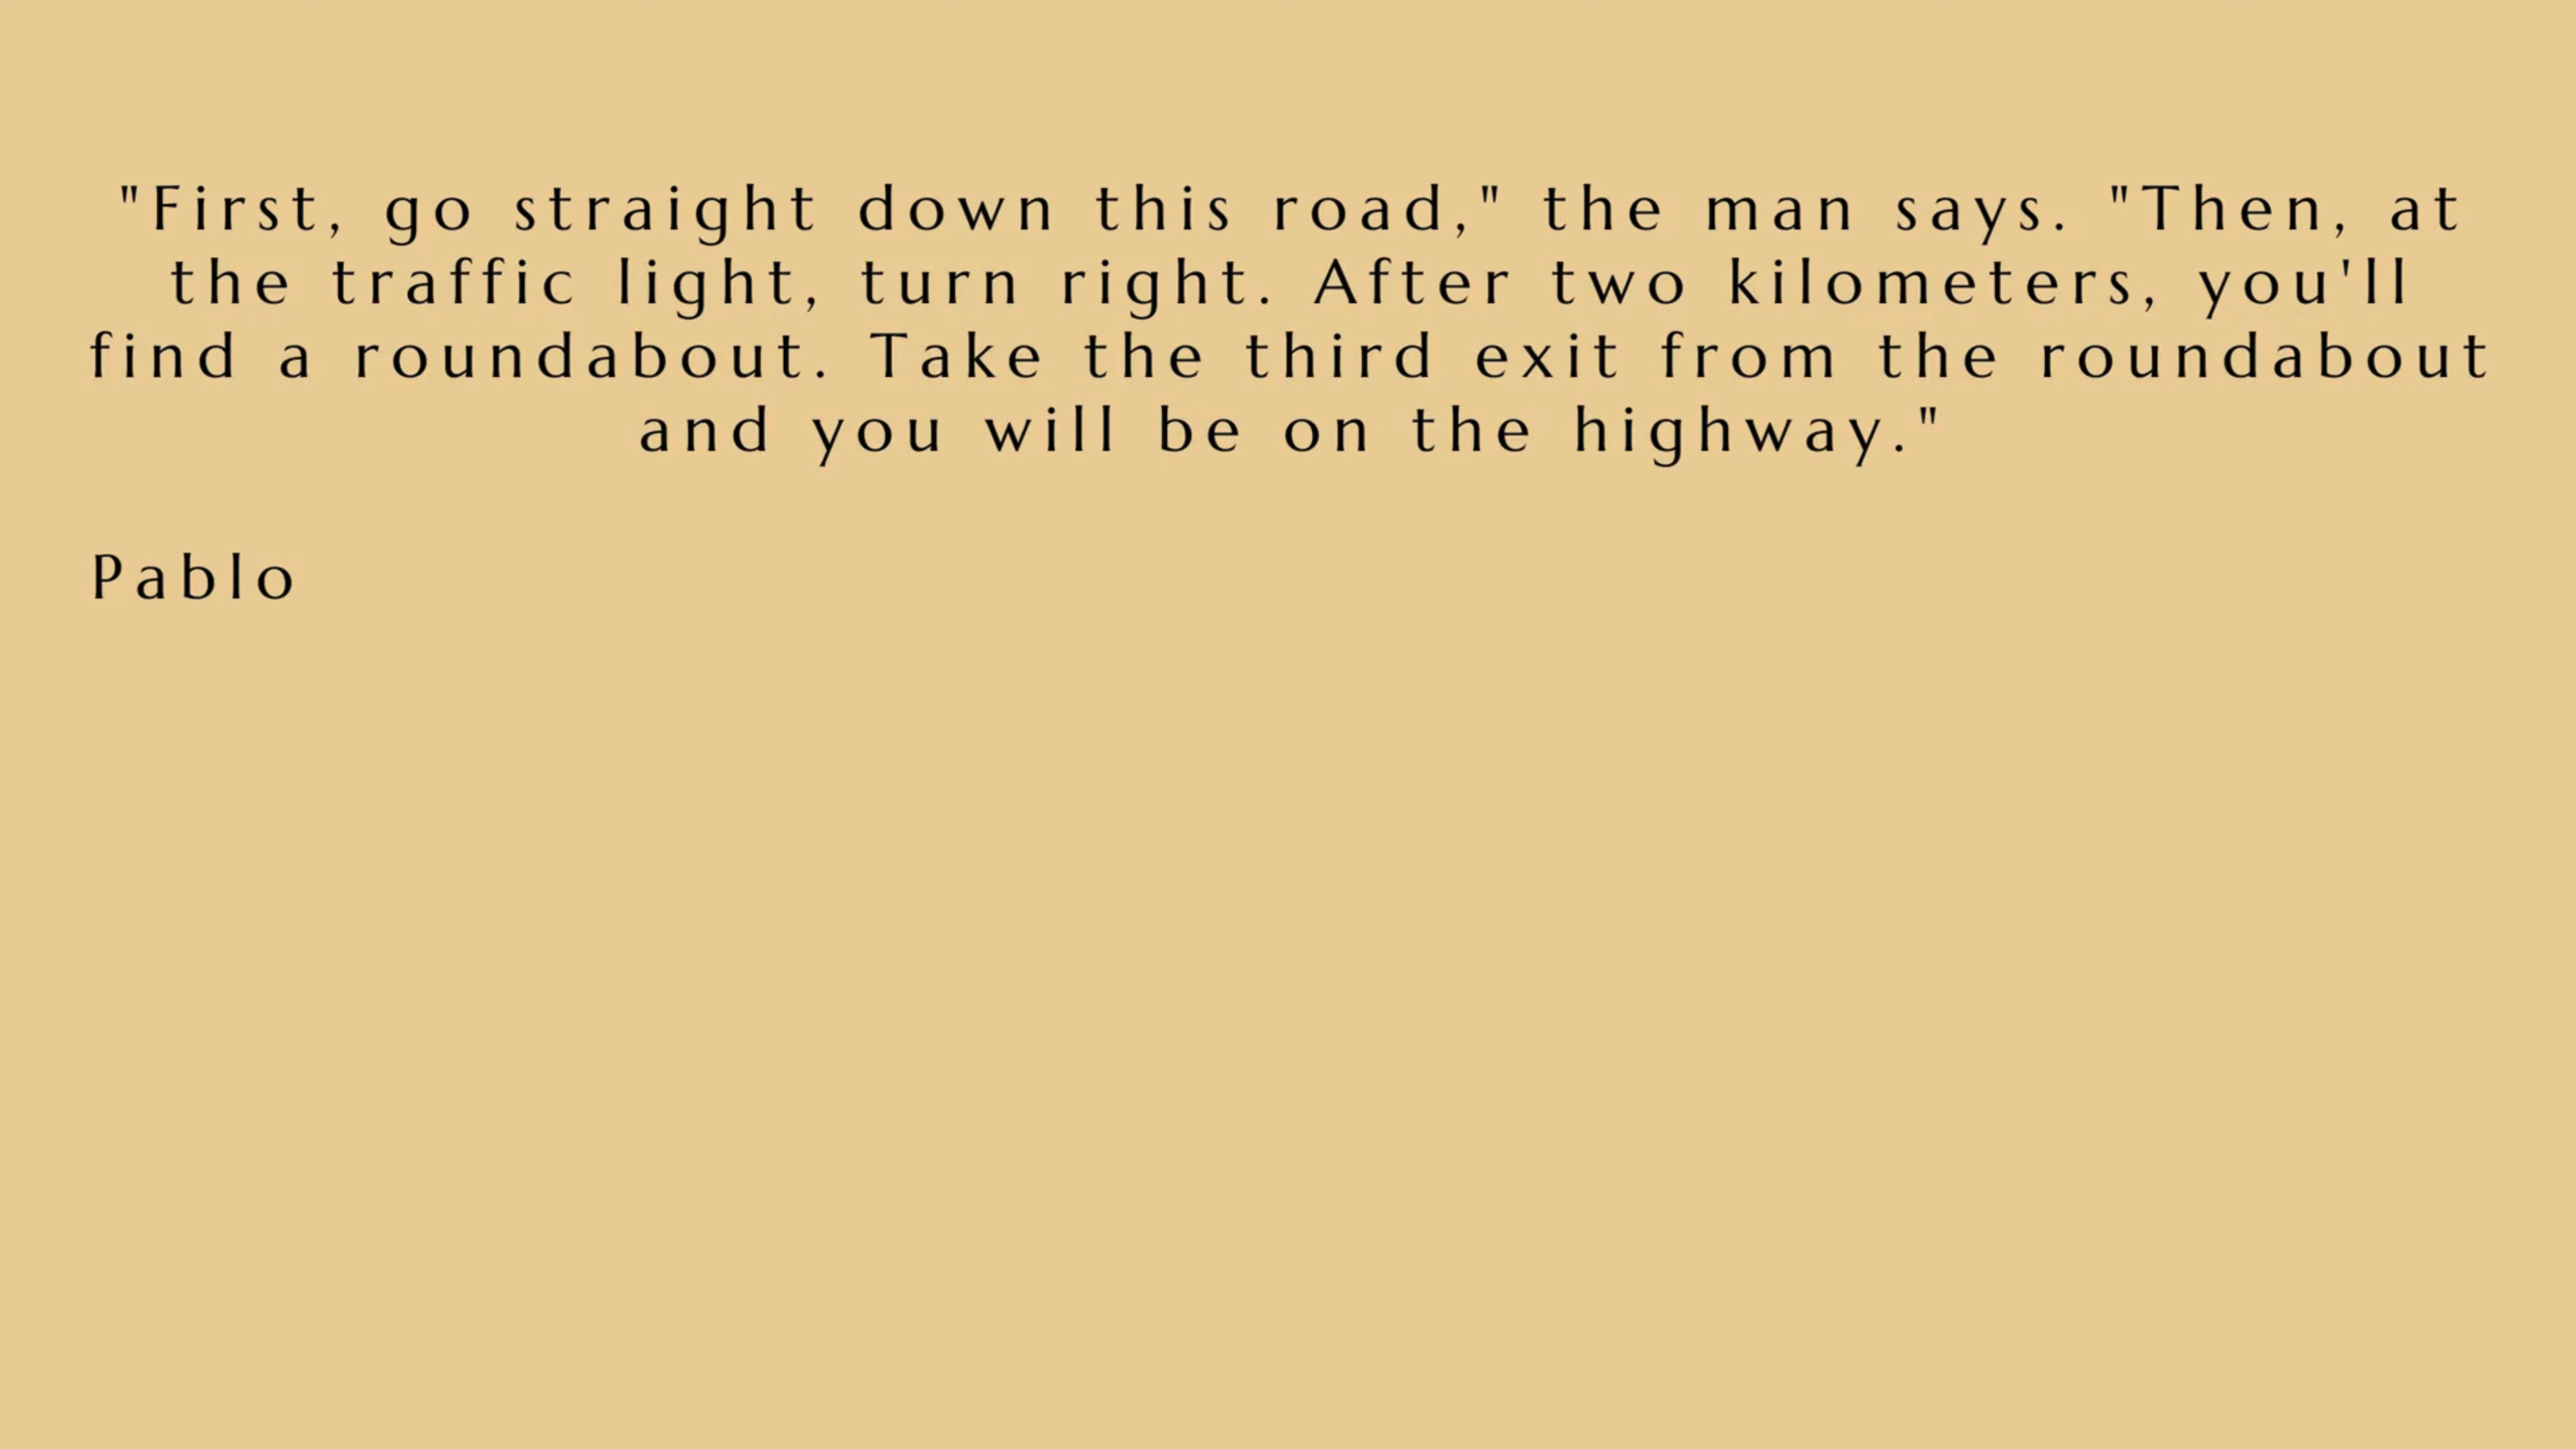 "First, go straight down this road," the man says. "Then, at
the traffic light, turn right. After two kilometers, you'll
find a roundabout. Take the third exit from the roundabout
and you will be on the highway."
Pablo